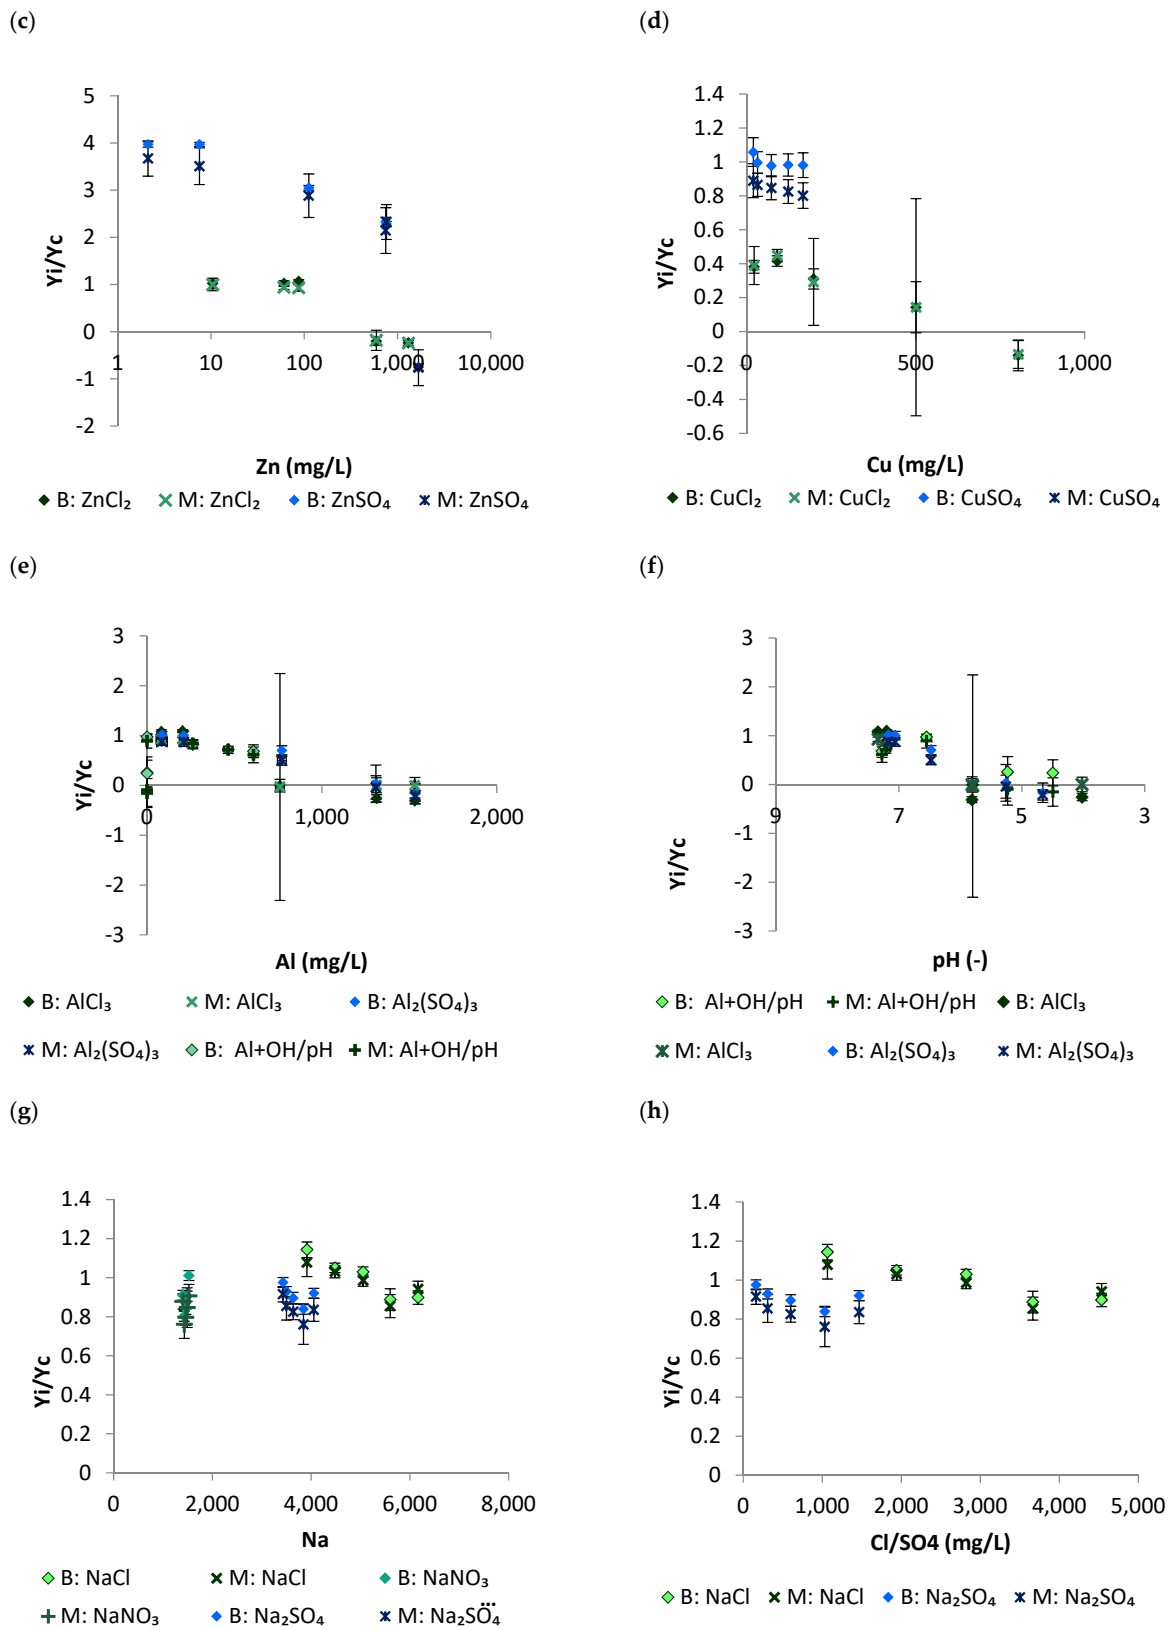 (c)
5
4
3
2
1
0
-1
-2
Yi/Yc
1 10 100 1,000 10,000
Zn (mg/L)
B: ZnCl₂ M: ZnCl₂ B: ZnSO₄ M: ZnSO₄
(d)
1.4
1.2
1
0.8
0.6
0.4
0.2
0
-0.2
-0.4
-0.6
Yi/Yc
0 500 1,000
Cu (mg/L)
B: CuCl₂ M: CuCl₂ B: CuSO₄ M: CuSO₄
(e)
3
2
1
0
-1
-2
-3
Yi/Yc
0 1,000 2,000
Al (mg/L)
B: AlCl₃ M: AlCl₃ B: Al₂(SO₄)₃
M: Al₂(SO₄)₃ B: Al+OH/pH M: Al+OH/pH
(f)
3
2
1
0
-1
-2
-3
Yi/Yc
9 7 5 3
pH (-)
B: Al+OH/pH M: Al+OH/pH B: AlCl₃
M: AlCl₃ B: Al₂(SO₄)₃ M: Al₂(SO₄)₃
(g)
1.4
1.2
1
0.8
0.6
0.4
0.2
0
Yi/Yc
0 2,000 4,000 6,000 8,000
Na
B: NaCl M: NaCl B: NaNO₃
M: NaNO₃ B: Na₂SO₄ M: Na₂SO₄
...
(h)
1.4
1.2
1
0.8
0.6
0.4
0.2
0
Yi/Yc
0 1,000 2,000 3,000 4,000 5,000
Cl/SO4 (mg/L)
B: NaCl M: NaCl B: Na₂SO₄ M: Na₂SO₄